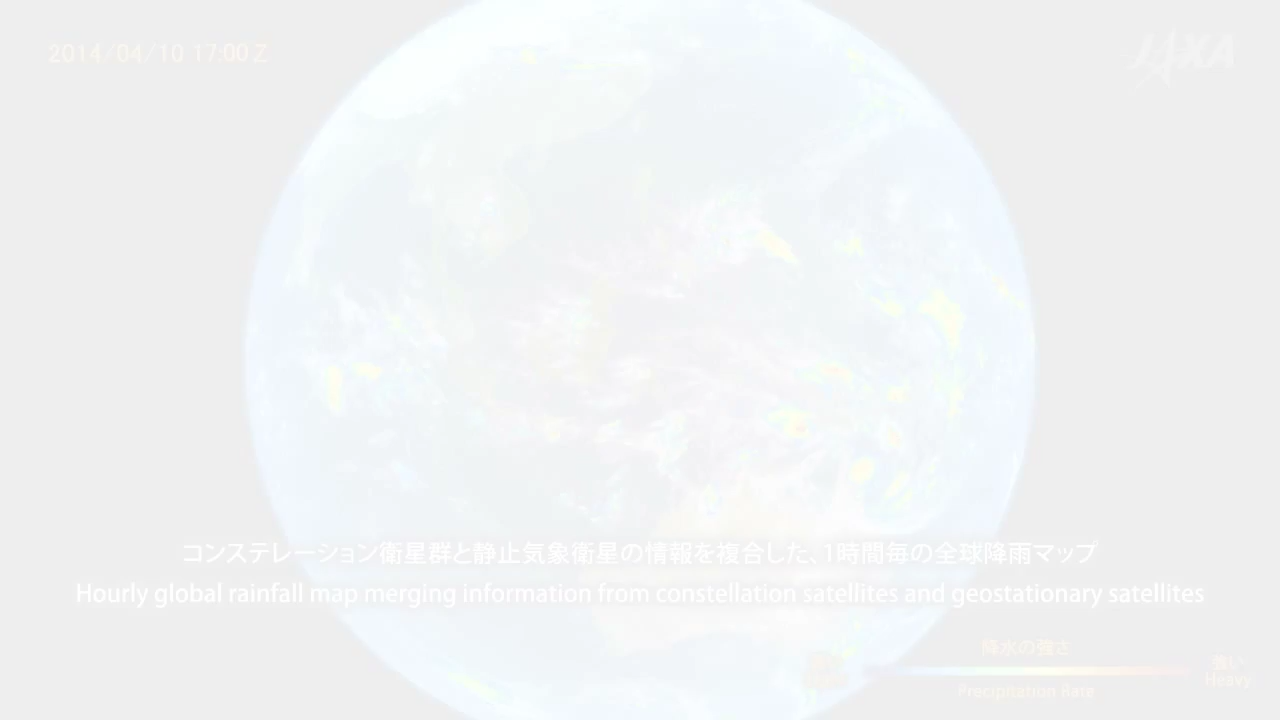 2014/04/10 17:00 Z
JAXA
コンステレーション衛星群と静止気象衛星の情報を複合した、1時間毎の全球降雨マップ
Hourly global rainfall map merging information from constellation satellites and geostationary satellites
降水の強さ
強い
Heavy
Precipitation Rate